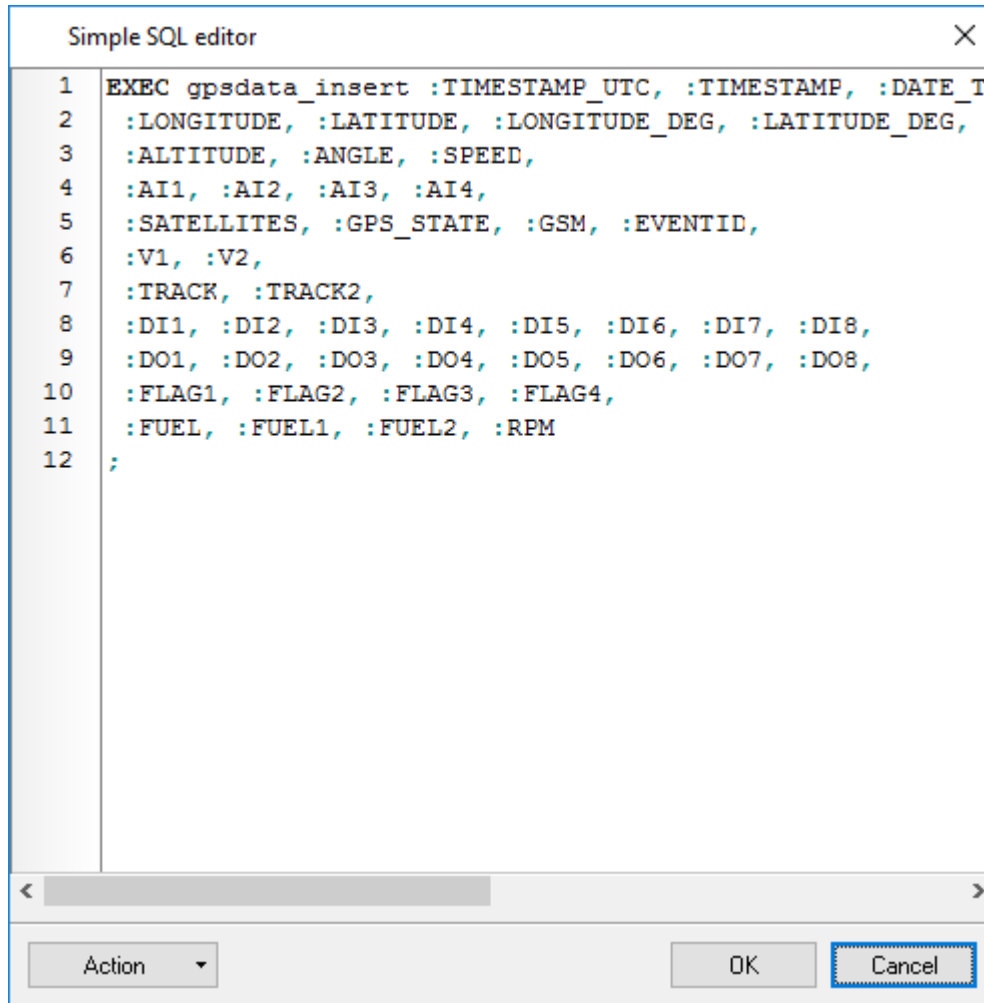 Simple SQL editor
1 EXEC gpsdata_insert :TIMESTAMP_UTC, :TIMESTAMP, :DATE_T
2 :LONGITUDE, :LATITUDE, :LONGITUDE_DEG, :LATITUDE_DEG,
3 :ALTITUDE, :ANGLE, :SPEED,
4 :AI1, :AI2, :AI3, :AI4,
5 :SATELLITES, :GPS_STATE, :GSM, :EVENTID,
6 :V1, :V2,
7 :TRACK, :TRACK2,
8 :DI1, :DI2, :DI3, :DI4, :DI5, :DI6, :DI7, :DI8,
9 :DO1, :DO2, :DO3, :DO4, :DO5, :DO6, :DO7, :DO8,
10 :FLAG1, :FLAG2, :FLAG3, :FLAG4,
11 :FUEL, :FUEL1, :FUEL2, :RPM
12 ;
Action OK Cancel